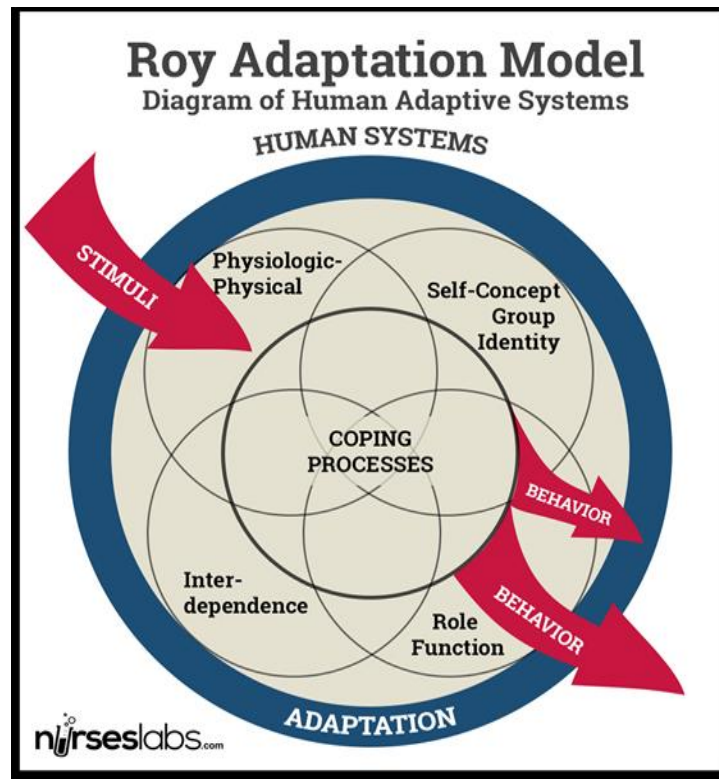 Roy Adaptation Model
Diagram of Human Adaptive Systems
HUMAN SYSTEMS
STIMULI
Physiologic-
Physical
Self-Concept
Group
Identity
COPING
PROCESSES
BEHAVIOR
Inter-
dependence
Role
Function
BEHAVIOR
ADAPTATION
nurseslabs.com